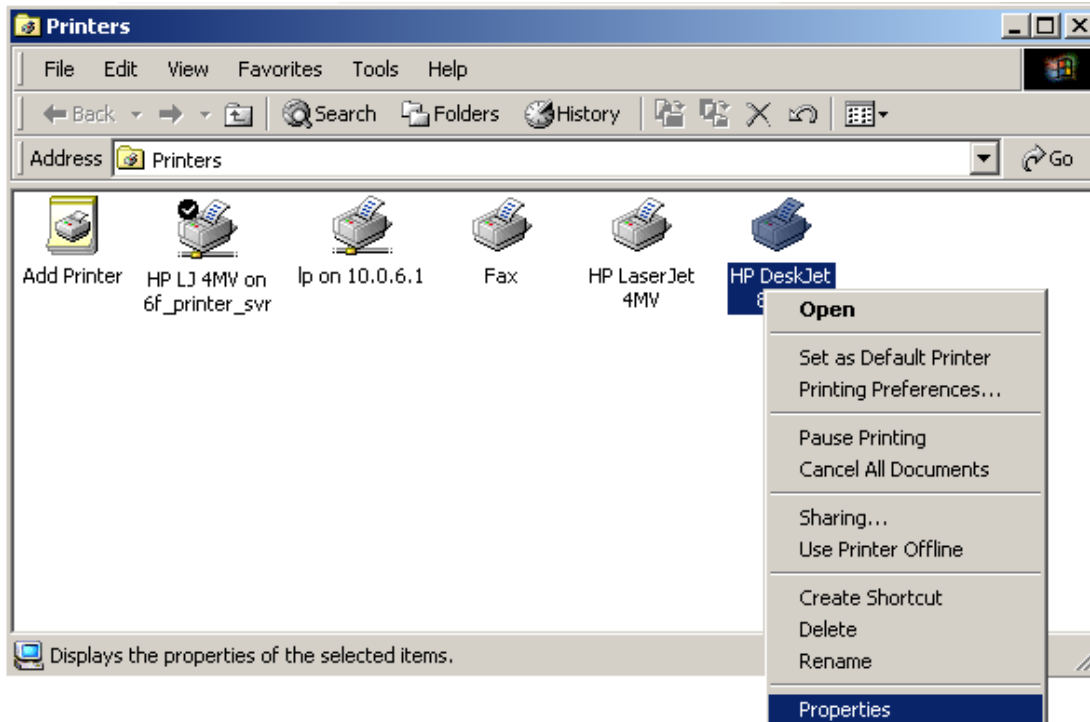 Printers
File Edit View Favorites Tools Help
Back Search Folders History
Address Printers Go
Add Printer
HP LJ 4MV on
6f_printer_svr
lp on 10.0.6.1
Fax
HP LaserJet
4MV
HP DeskJet
Open
Set as Default Printer
Printing Preferences...
Pause Printing
Cancel All Documents
Sharing...
Use Printer Offline
Create Shortcut
Delete
Rename
Properties
Displays the properties of the selected items.